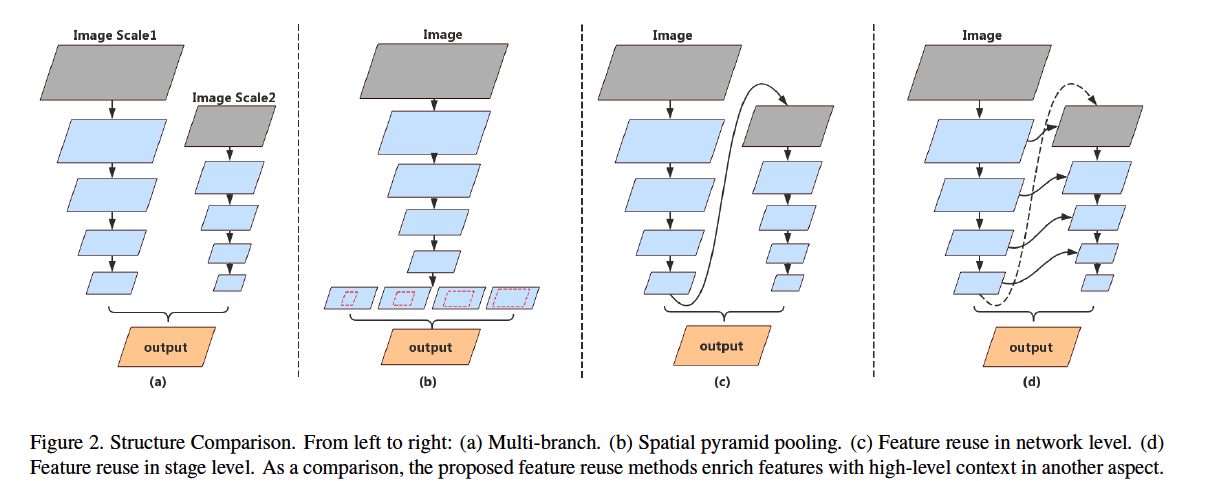 Image Scale1
Image Scale2
output
(a)
Image
output
(b)
Image
output
(c)
Image
output
(d)
Figure 2. Structure Comparison. From left to right: (a) Multi-branch. (b) Spatial pyramid pooling. (c) Feature reuse in network level. (d)
Feature reuse in stage level. As a comparison, the proposed feature reuse methods enrich features with high-level context in another aspect.